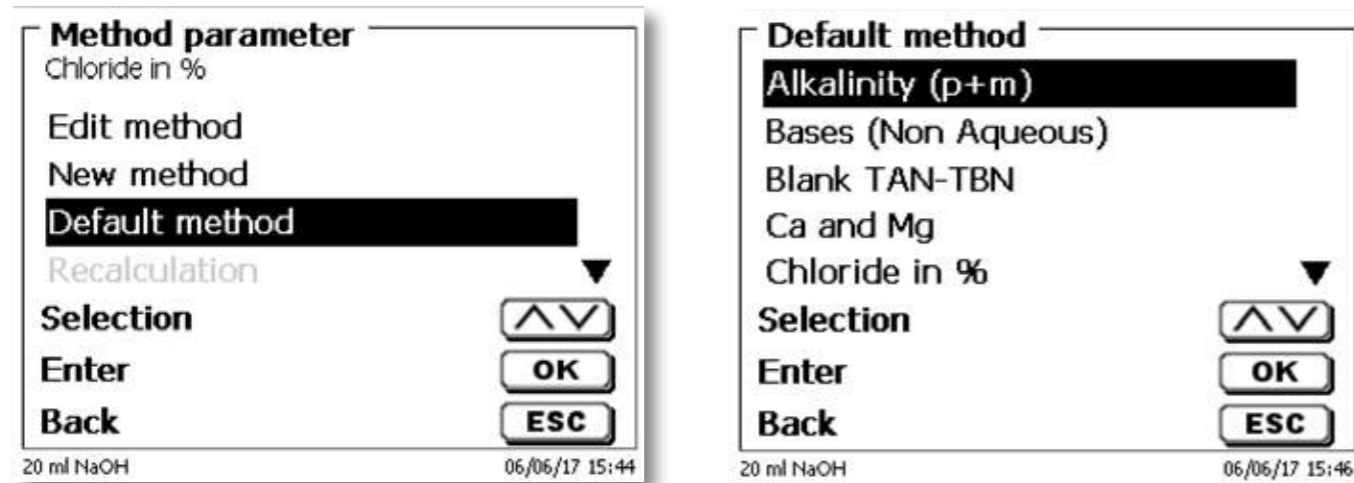 Method parameter
Chloride in %
Edit method
New method
Default method
Recalculation
Selection
Enter OK
Back ESC
20 ml NaOH 06/06/17 15:44
Default method
Alkalinity (p+m)
Bases (Non Aqueous)
Blank TAN-TBN
Ca and Mg
Chloride in %
Selection
Enter OK
Back ESC
20 ml NaOH 06/06/17 15:46